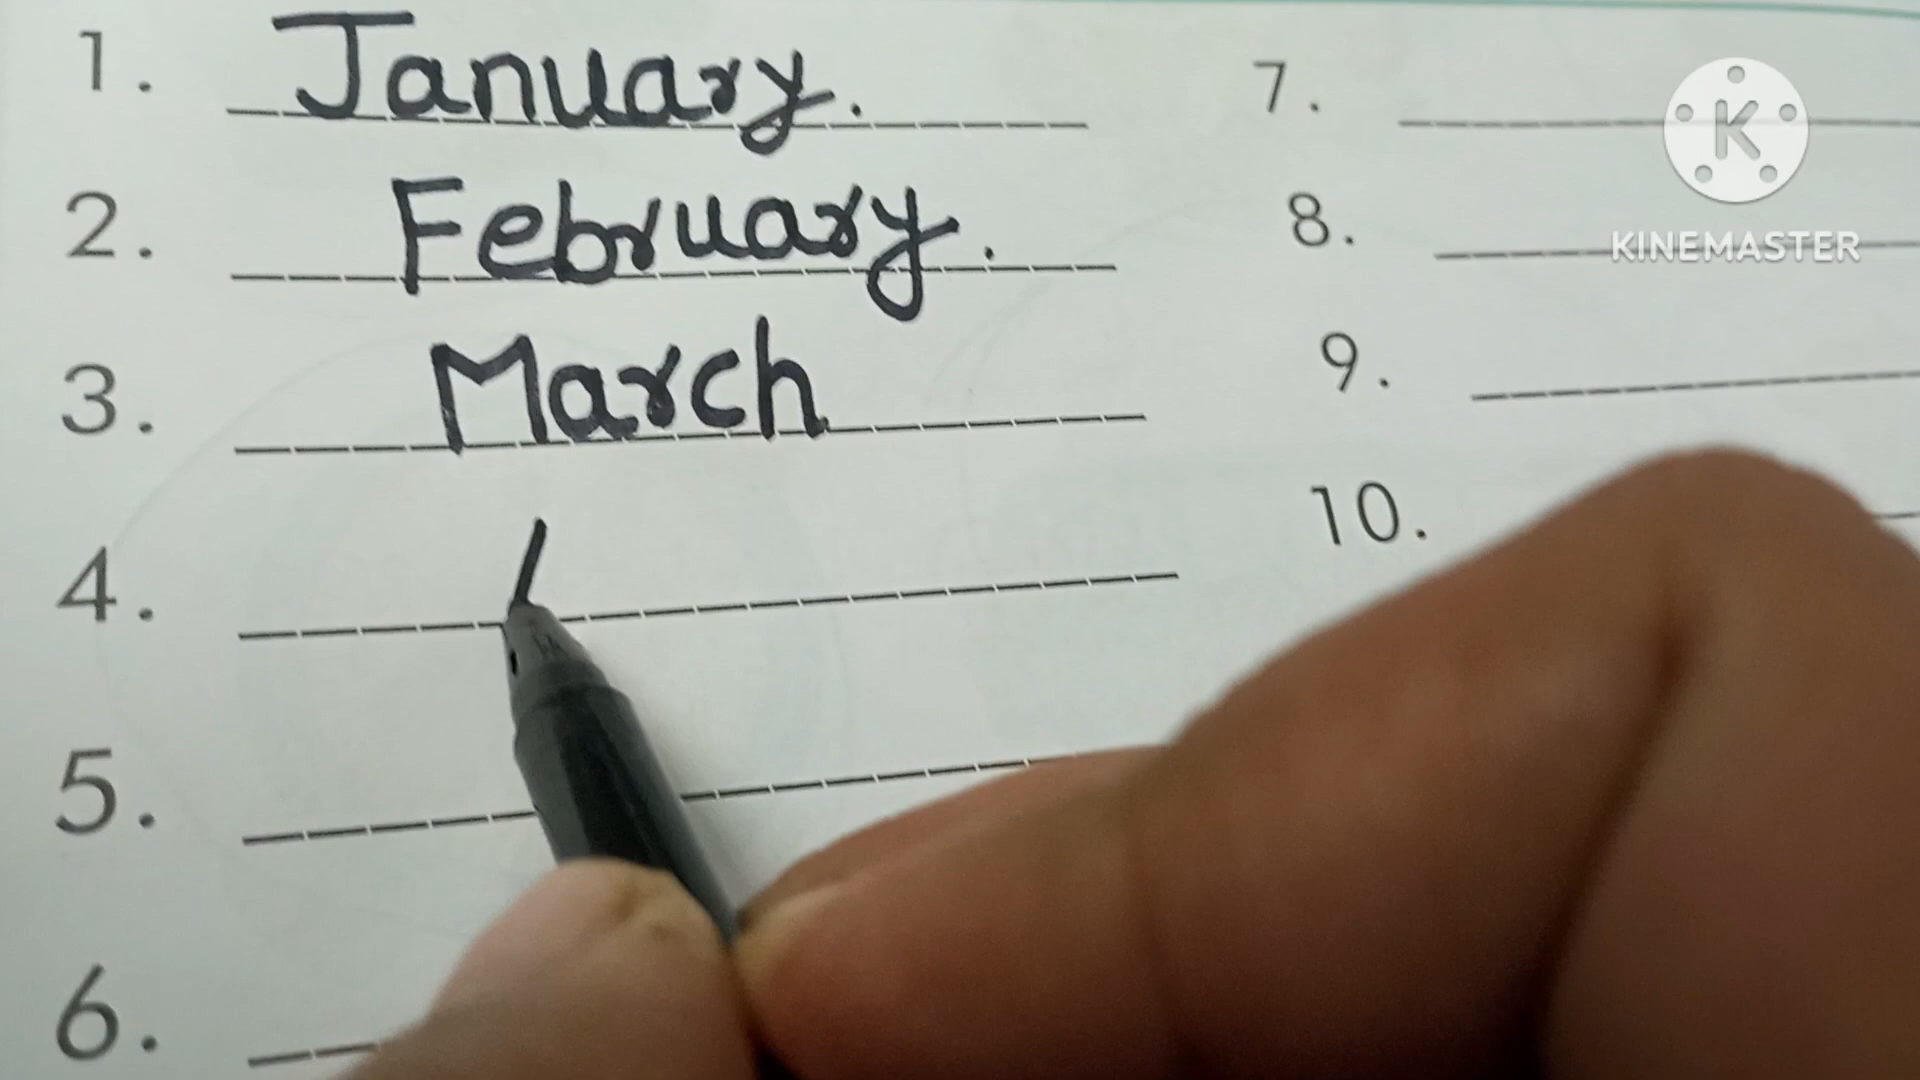 1. January.
2. February.
3. March
4.
5.
6.
7.
8.
9.
10.
K
KINEMASTER